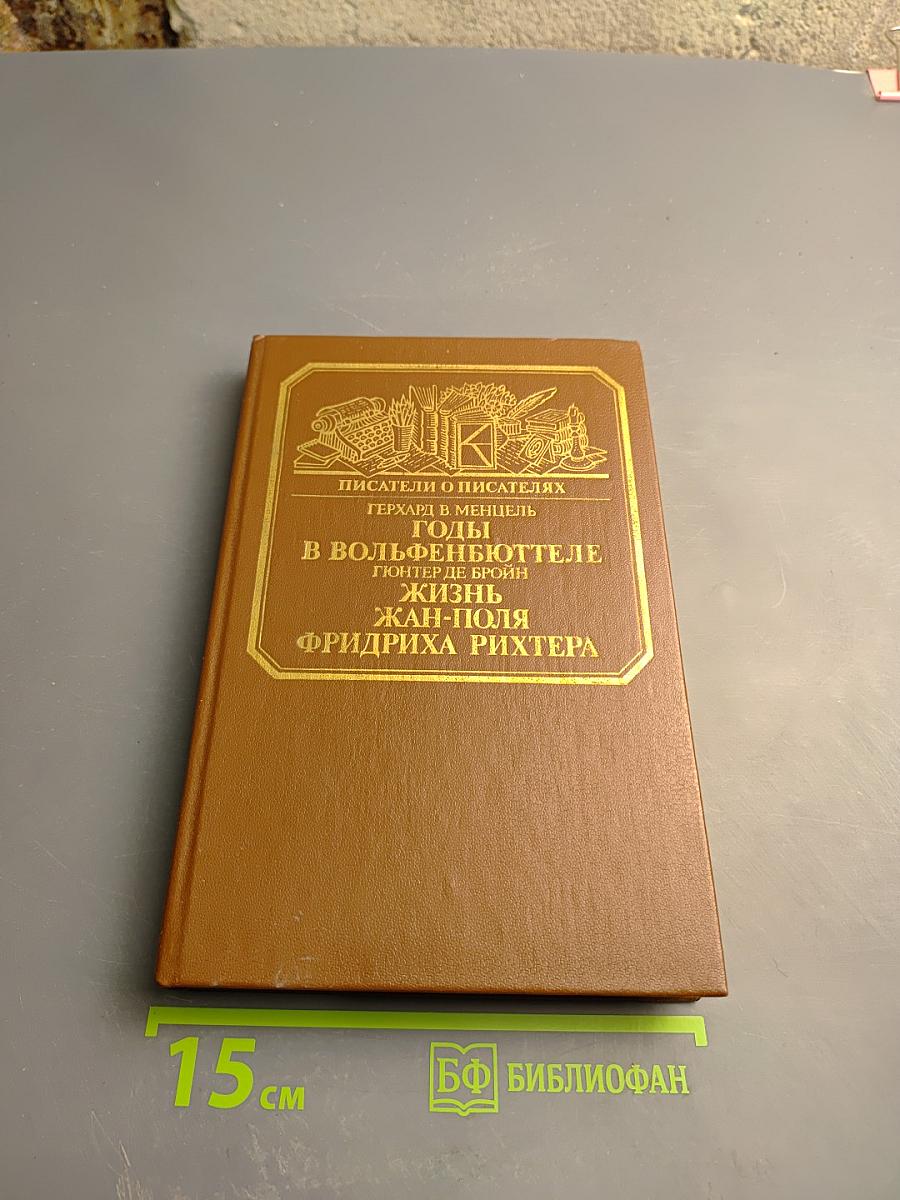 ПИСАТЕЛИ О ПИСАТЕЛЯХ
ГЕРХАРД В. МЕНЦЕЛЬ
ГОДЫ
В ВОЛЬФЕНБЮТТЕЛЕ
ГЮНТЕР ДЕ БРОЙН
ЖИЗНЬ
ЖАН-ПОЛЯ
ФРИДРИХА РИХТЕРА
15 см
БФ БИБЛИОФАН